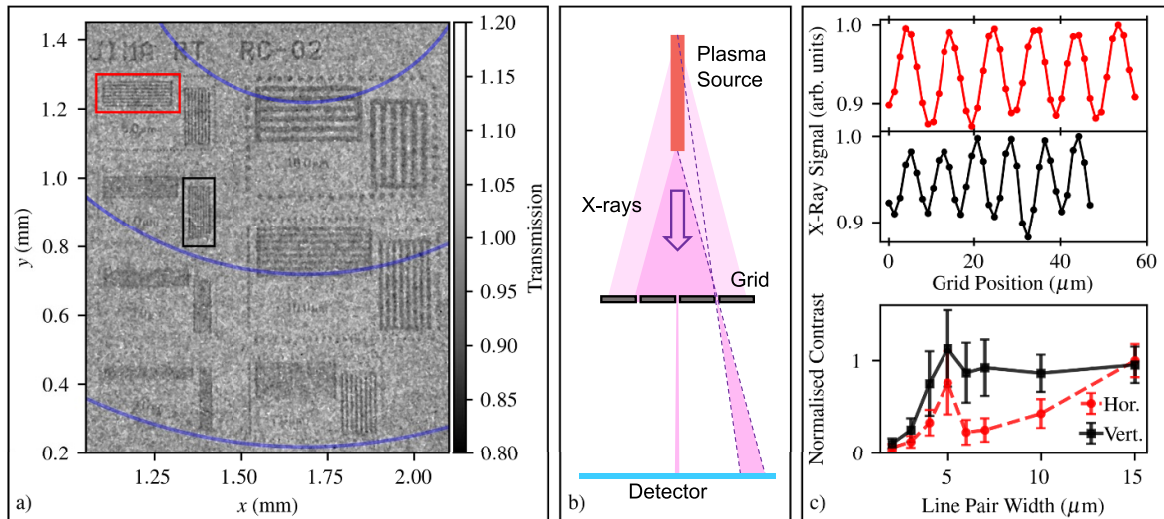 1.4
1.2
1.0
0.8
0.6
0.4
0.2
y (mm)
JIMA RT RC-02
1.25
1.50
1.75
2.00
x (mm)
a)
1.20
1.15
1.10
1.05
1.00
0.95
0.90
0.85
0.80
Transmission
Plasma
Source
X-rays
Grid
Detector
b)
X-Ray Signal (arb. units)
1.0
0.9
1.0
0.9
0
20
40
60
Grid Position (μm)
Normalised Contrast
1
0
Hor.
Vert.
5
10
15
Line Pair Width (μm)
c)